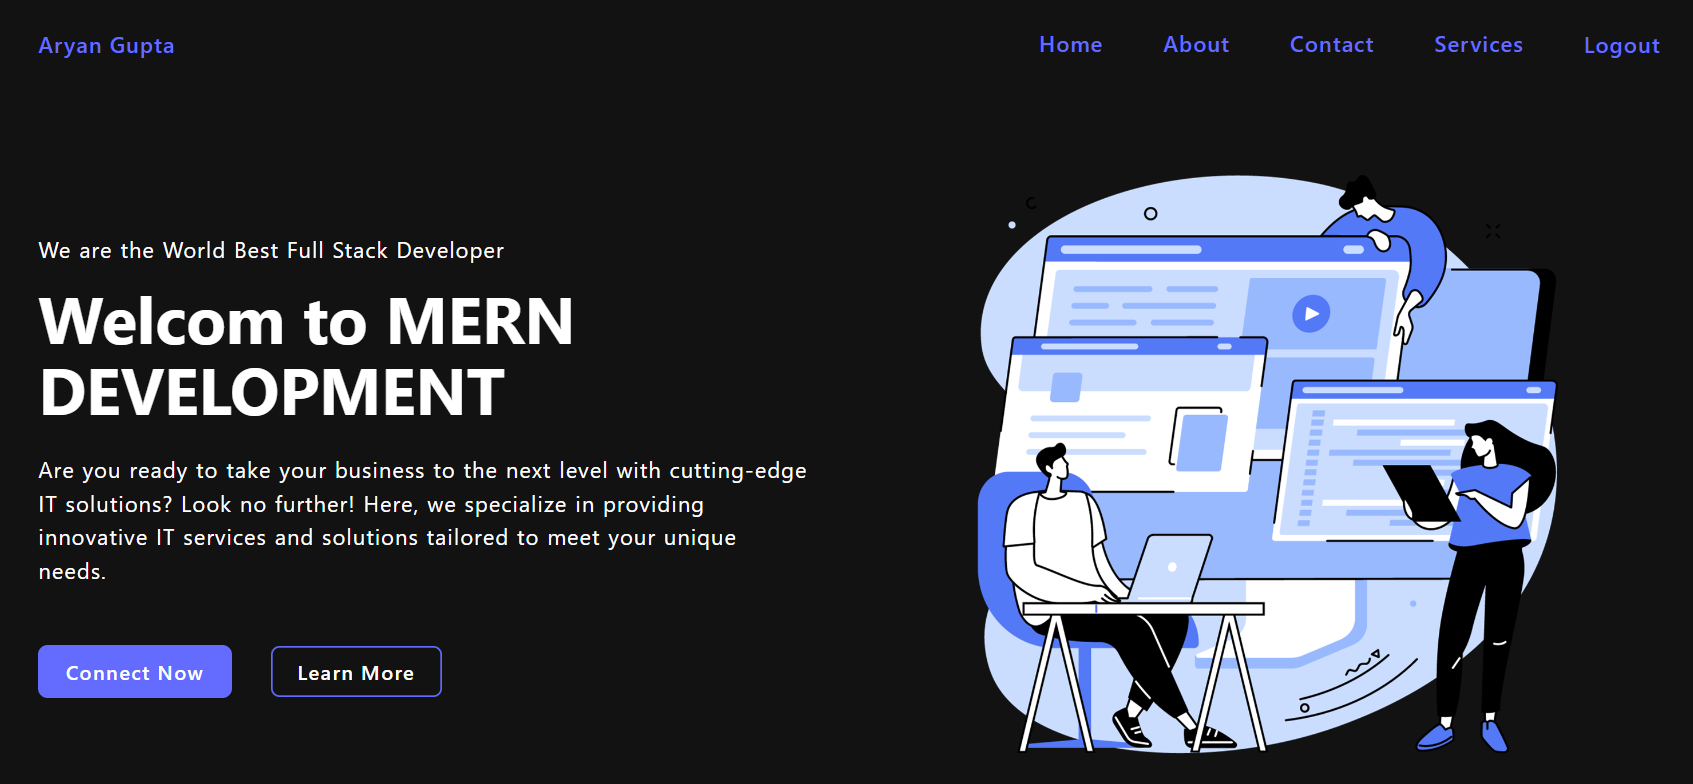 Aryan Gupta
Home About Contact Services Logout
We are the World Best Full Stack Developer
Welcom to MERN
DEVELOPMENT
Are you ready to take your business to the next level with cutting-edge
IT solutions? Look no further! Here, we specialize in providing
innovative IT services and solutions tailored to meet your unique
needs.
Connect Now
Learn More